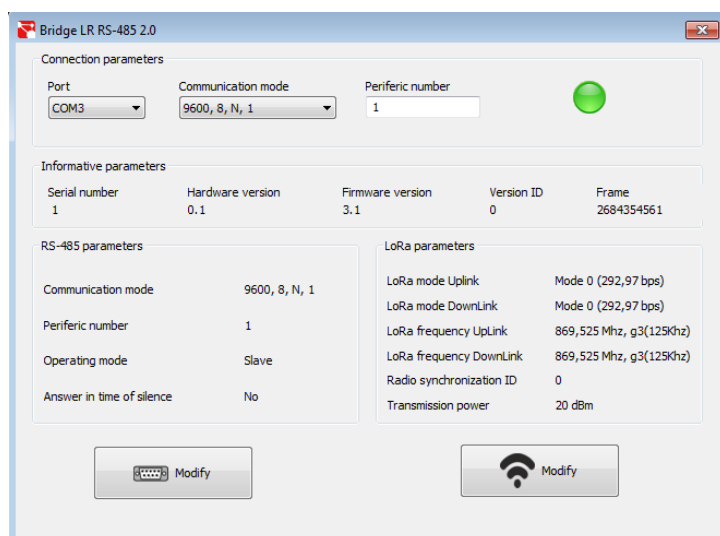 Bridge LR RS-485 2.0
Connection parameters
Port Communication mode Periferic number
COM3 9600, 8, N, 1 1
Informative parameters
Serial number Hardware version Firmware version Version ID Frame
1 0.1 3.1 0 2684354561
RS-485 parameters
Communication mode 9600, 8, N, 1
Periferic number 1
Operating mode Slave
Answer in time of silence No
Modify
LoRa parameters
LoRa mode Uplink Mode 0 (292,97 bps)
LoRa mode DownLink Mode 0 (292,97 bps)
LoRa frequency UpLink 869,525 Mhz, g3(125Khz)
LoRa frequency DownLink 869,525 Mhz, g3(125Khz)
Radio synchronization ID 0
Transmission power 20 dBm
Modify